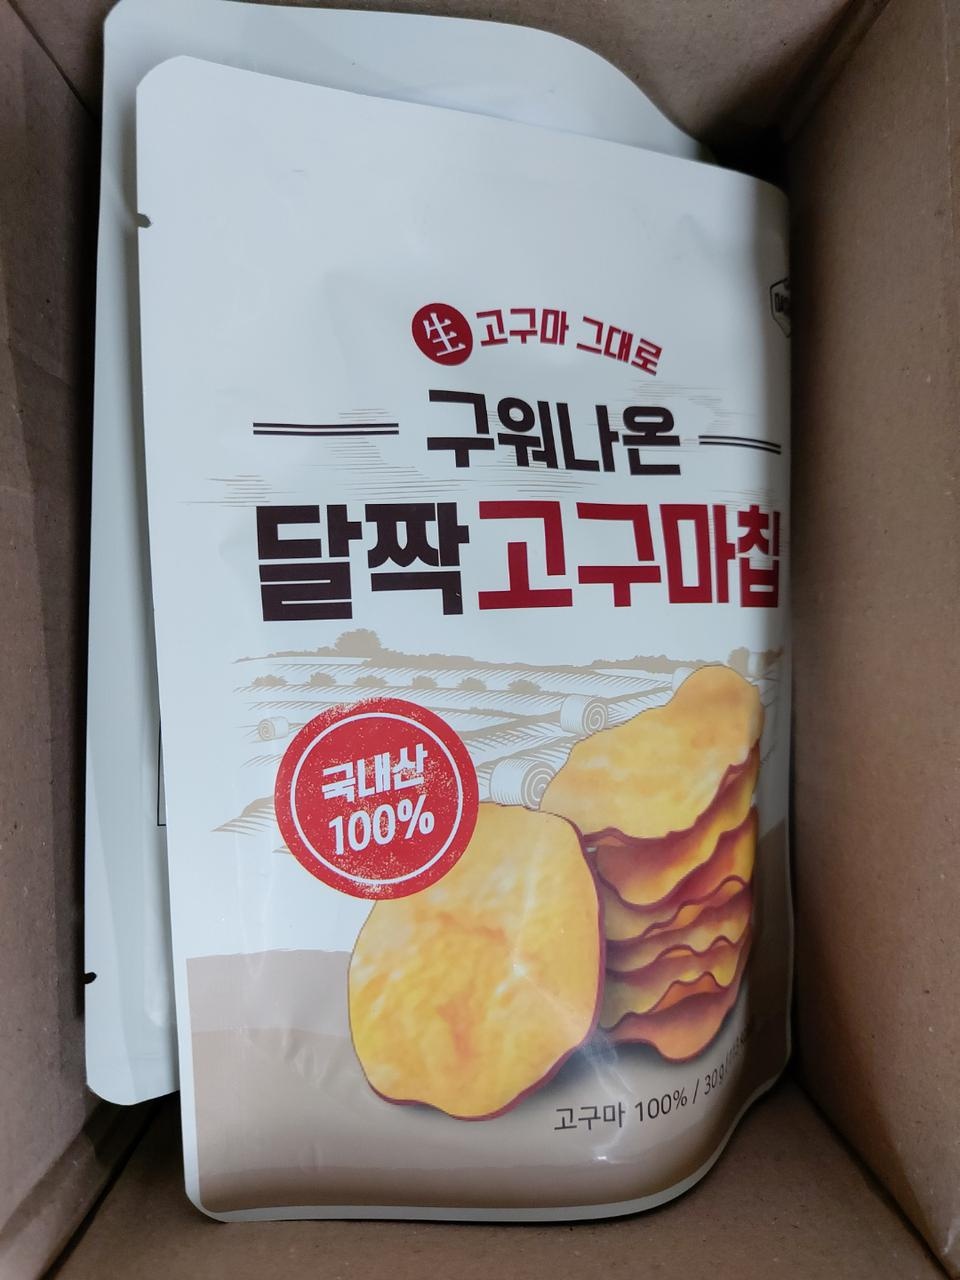 生 고구마 그대로
구워나온
달짝고구마칩
국내산
100%
고구마 100% / 30g